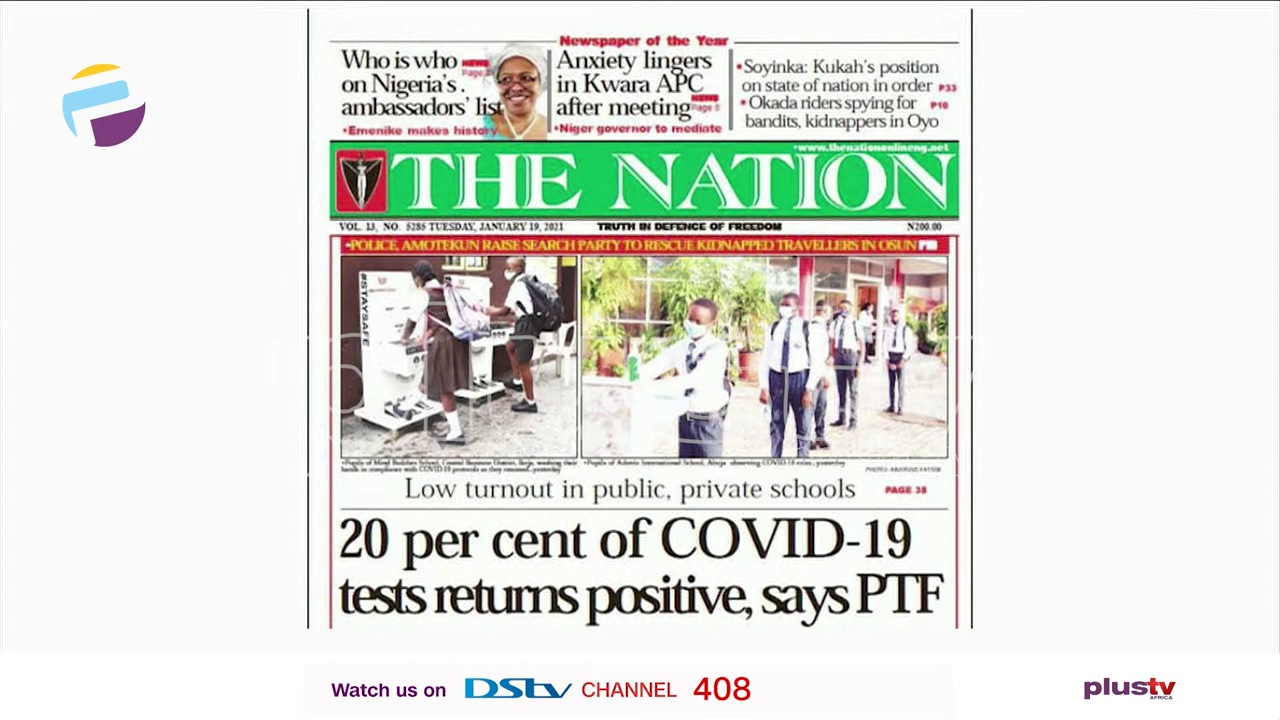 Newspaper of the Year
Who is who
on Nigeria's
ambassadors' list
NEWS
•Emenike makes history
Anxiety lingers
in Kwara APC
after meeting
NEWS
Page
•Niger governor to mediate
•Soyinka: Kukah's position
on state of nation in order P33
•Okada riders spying for P10
bandits, kidnappers in Oyo
•www.thenationonlineng.net
THE NATION
VOL. 13, NO. 5285 TUESDAY, JANUARY 19, 2021 TRUTH IN DEFENCE OF FREEDOM N200.00
•POLICE, AMOTEKUN RAISE SEARCH PARTY TO RESCUE KIDNAPPED TRAVELLERS IN OSUN
#STAYSAFE
Low turnout in public, private schools PAGE 38
20 per cent of COVID-19
tests returns positive, says PTF
Watch us on DStv CHANNEL 408
plustv
AFRICA